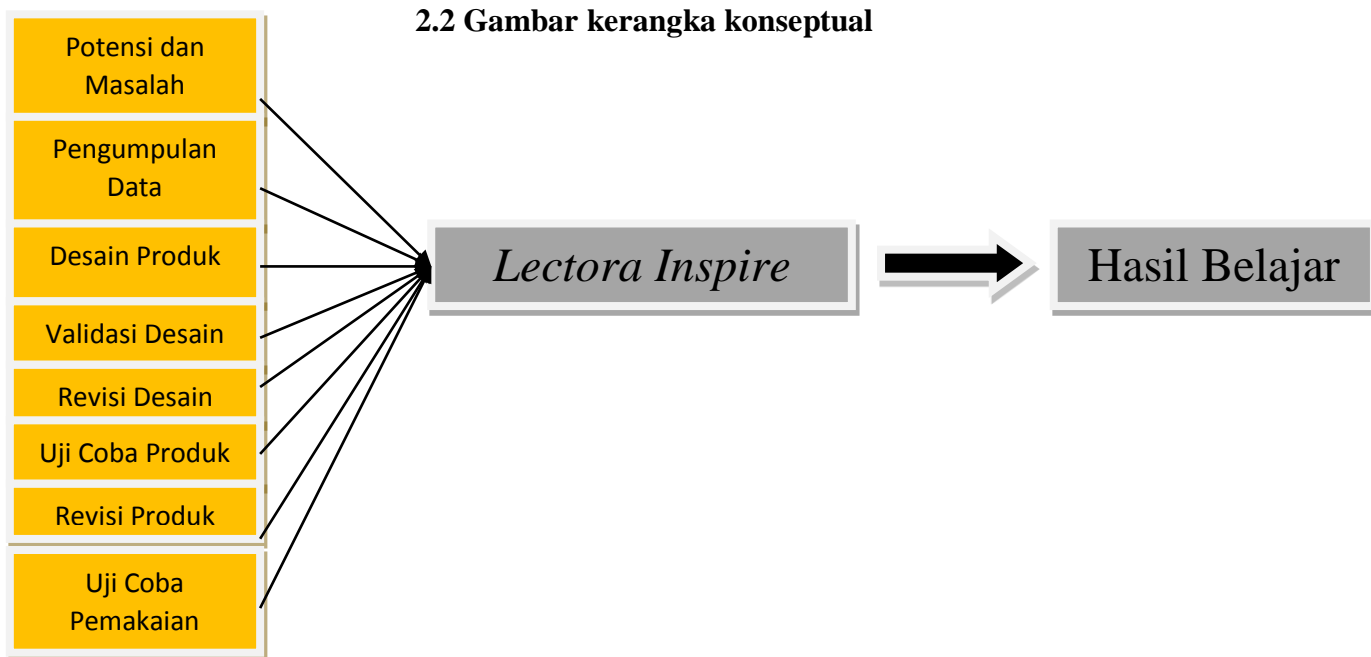 2.2 Gambar kerangka konseptual
Potensi dan
Masalah
Pengumpulan
Data
Desain Produk
Validasi Desain
Revisi Desain
Uji Coba Produk
Revisi Produk
Uji Coba
Pemakaian
Lectora Inspire
Hasil Belajar